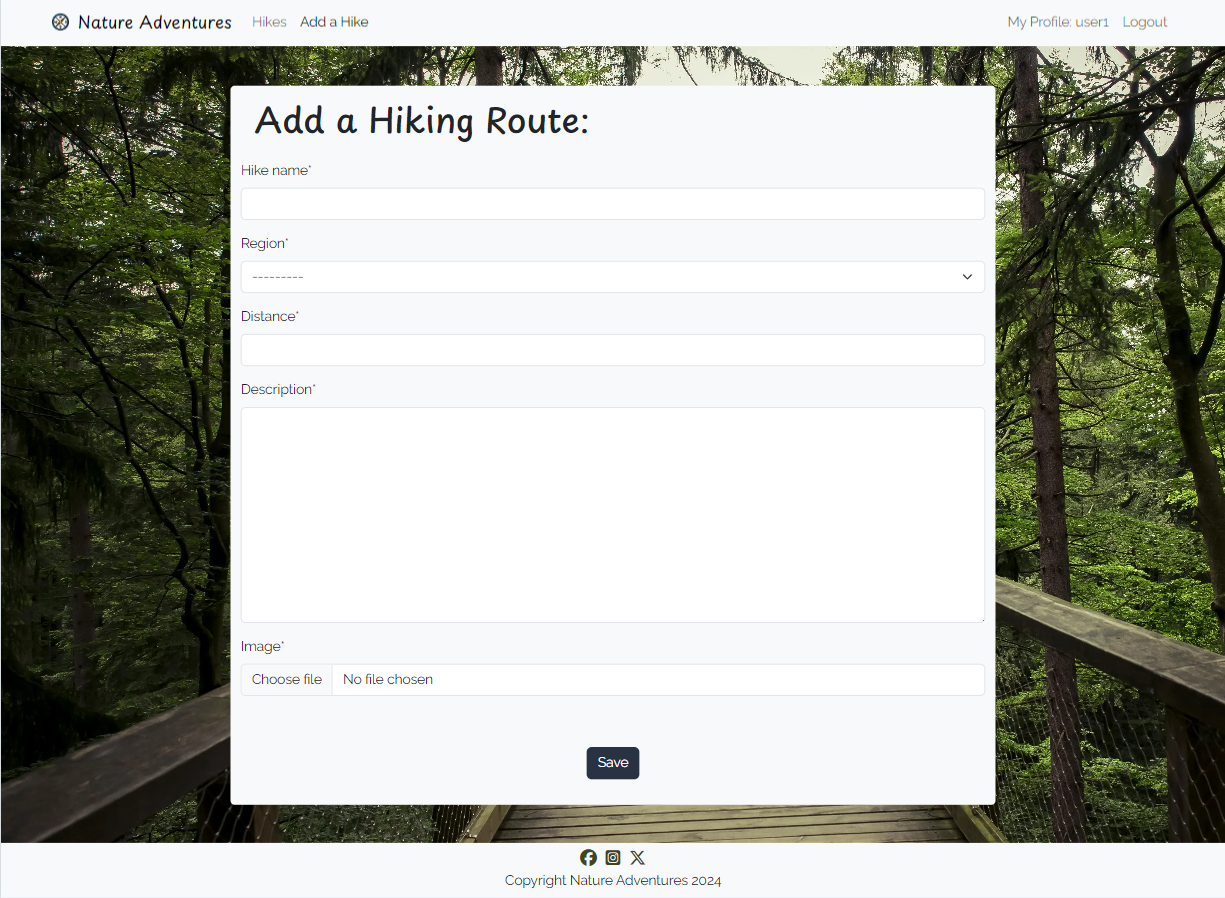 Nature Adventures Hikes Add a Hike My Profile: user1 Logout
Add a Hiking Route:
Hike name*
Region*
---------
Distance*
Description*
Image*
Choose file No file chosen
Save
Copyright Nature Adventures 2024